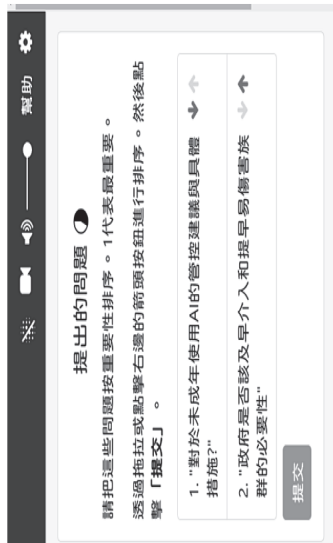 幫助
提出的問題
請把這些問題按重要性排序。1代表最重要。
透過拖拉或點擊右邊的箭頭按鈕進行排序。然後點
擊「提交」。
1. "對於未成年使用AI的管控建議與具體
措施?"
2. "政府是否該及早介入和提早易傷害族
群的必要性"
提交